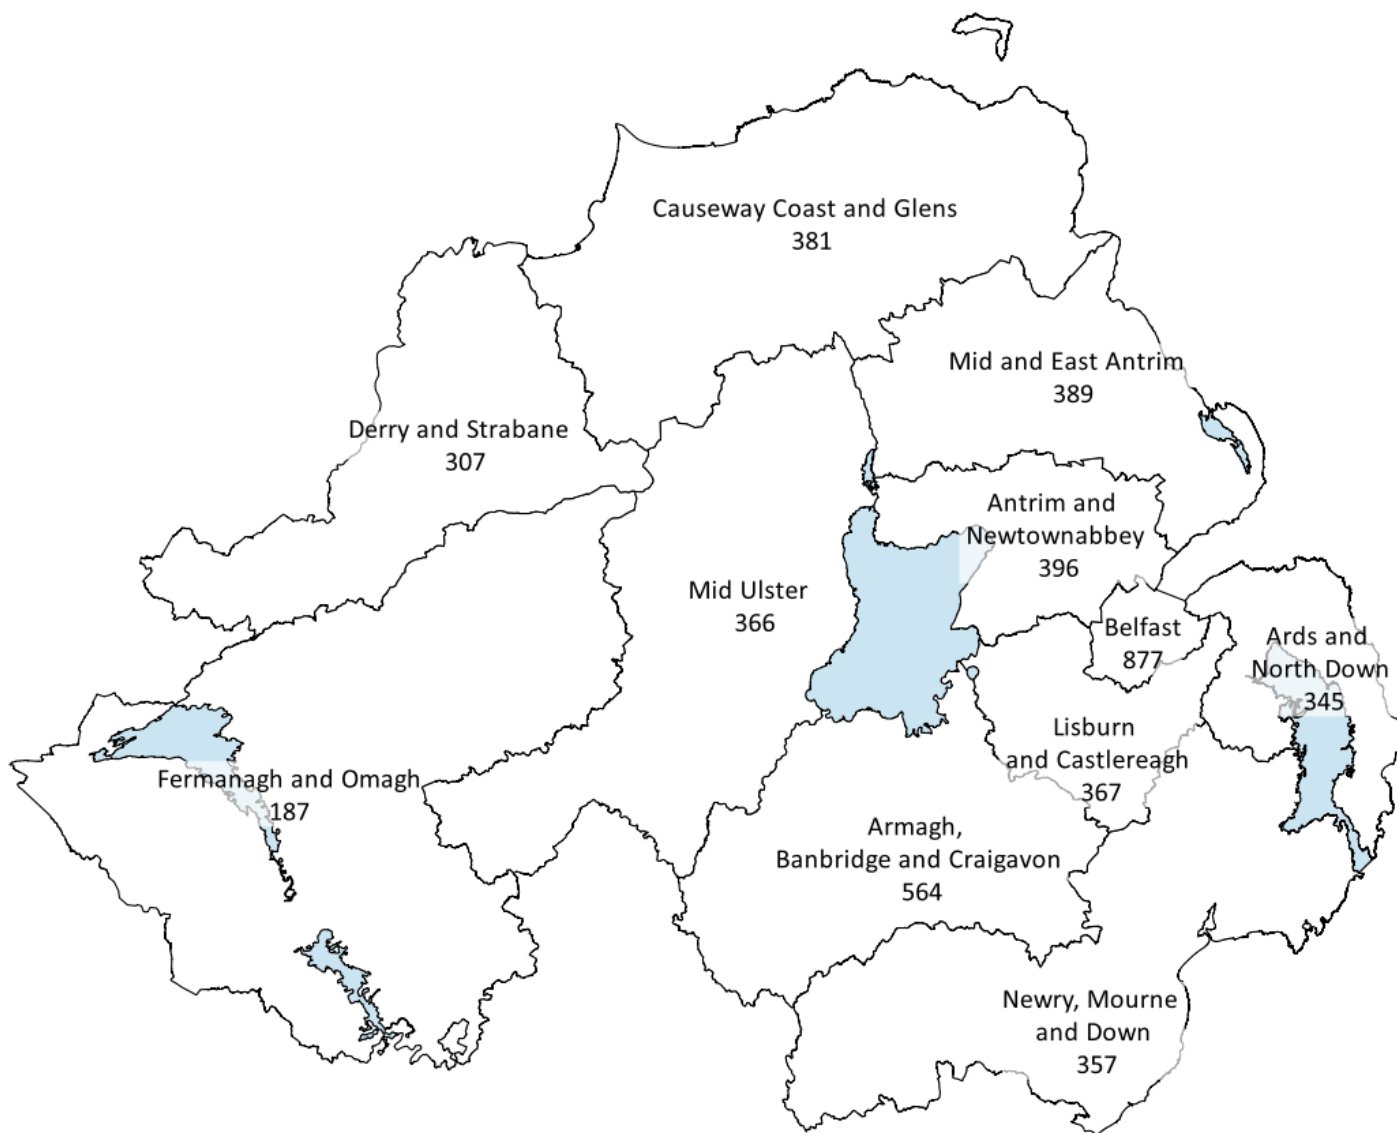 Causeway Coast and Glens
381
Mid and East Antrim
389
Derry and Strabane
307
Antrim and
Newtownabbey
396
Mid Ulster
366
Belfast
877
Ards and
North Down
345
Lisburn
and Castlereagh
367
Fermanagh and Omagh
187
Armagh,
Banbridge and Craigavon
564
Newry, Mourne
and Down
357